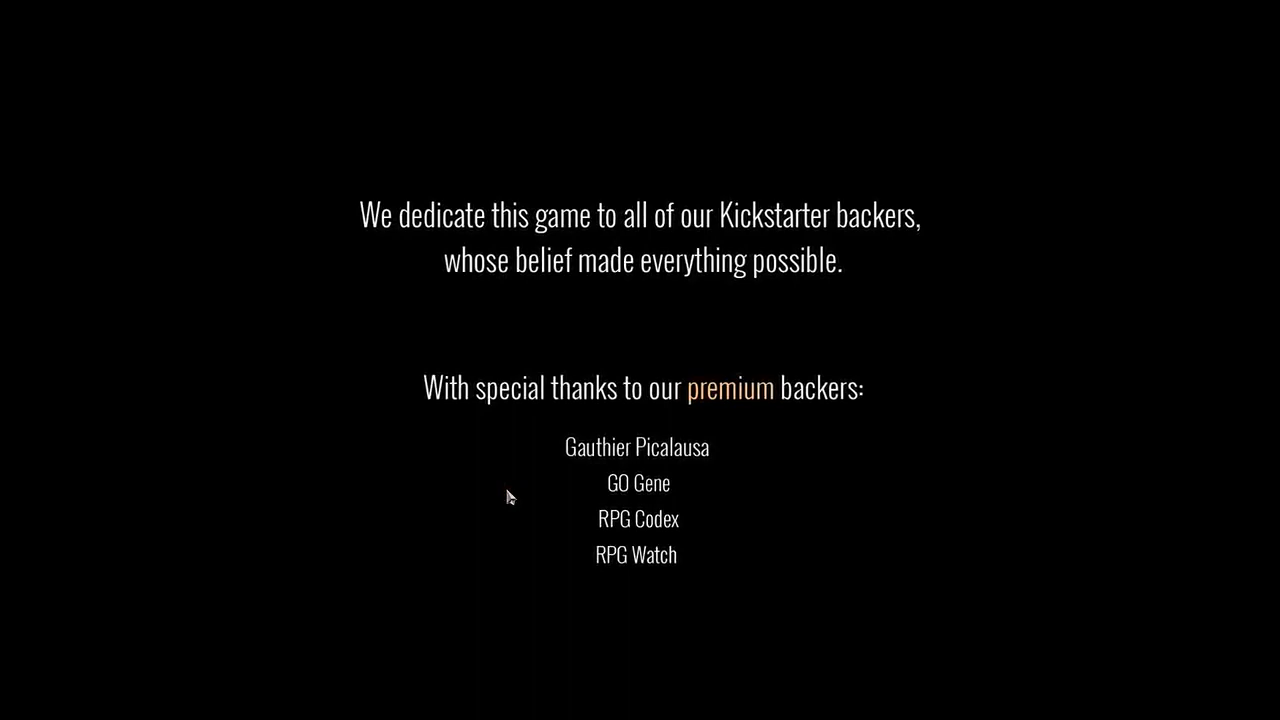 We dedicate this game to all of our Kickstarter backers,
whose belief made everything possible.
With special thanks to our premium backers:
Gauthier Picalausa
GO Gene
RPG Codex
RPG Watch